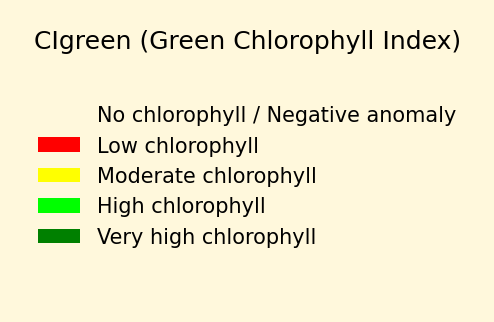 CIgreen (Green Chlorophyll Index)
No chlorophyll / Negative anomaly
Low chlorophyll
Moderate chlorophyll
High chlorophyll
Very high chlorophyll